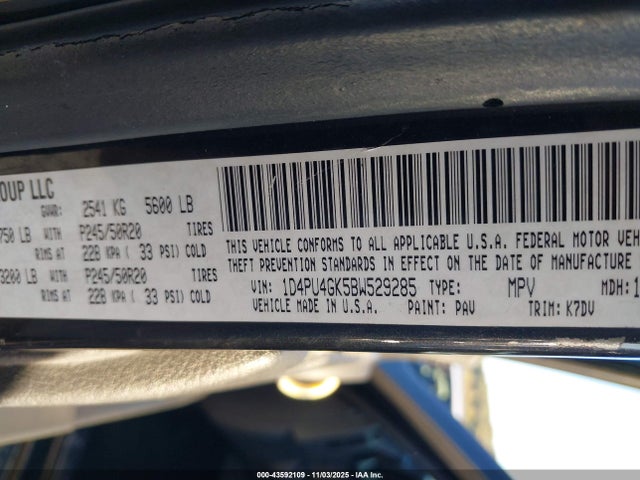 OUP LLC
GVWR: 2541 KG 5600 LB
750 LB WITH P245/50R20 TIRES
RIMS AT 228 KPA ( 33 PSI) COLD
3200 LB WITH P245/50R20 TIRES
RIMS AT 228 KPA ( 33 PSI) COLD
THIS VEHICLE CONFORMS TO ALL APPLICABLE U.S.A. FEDERAL MOTOR VEH
THEFT PREVENTION STANDARDS IN EFFECT ON THE DATE OF MANUFACTURE
VIN: 1D4PU4GK5BW529285 TYPE: MPV MDH: 1
VEHICLE MADE IN U.S.A. PAINT: PAV TRIM: K7DV
000-43592109 - 11/03/2025 - IAA Inc.